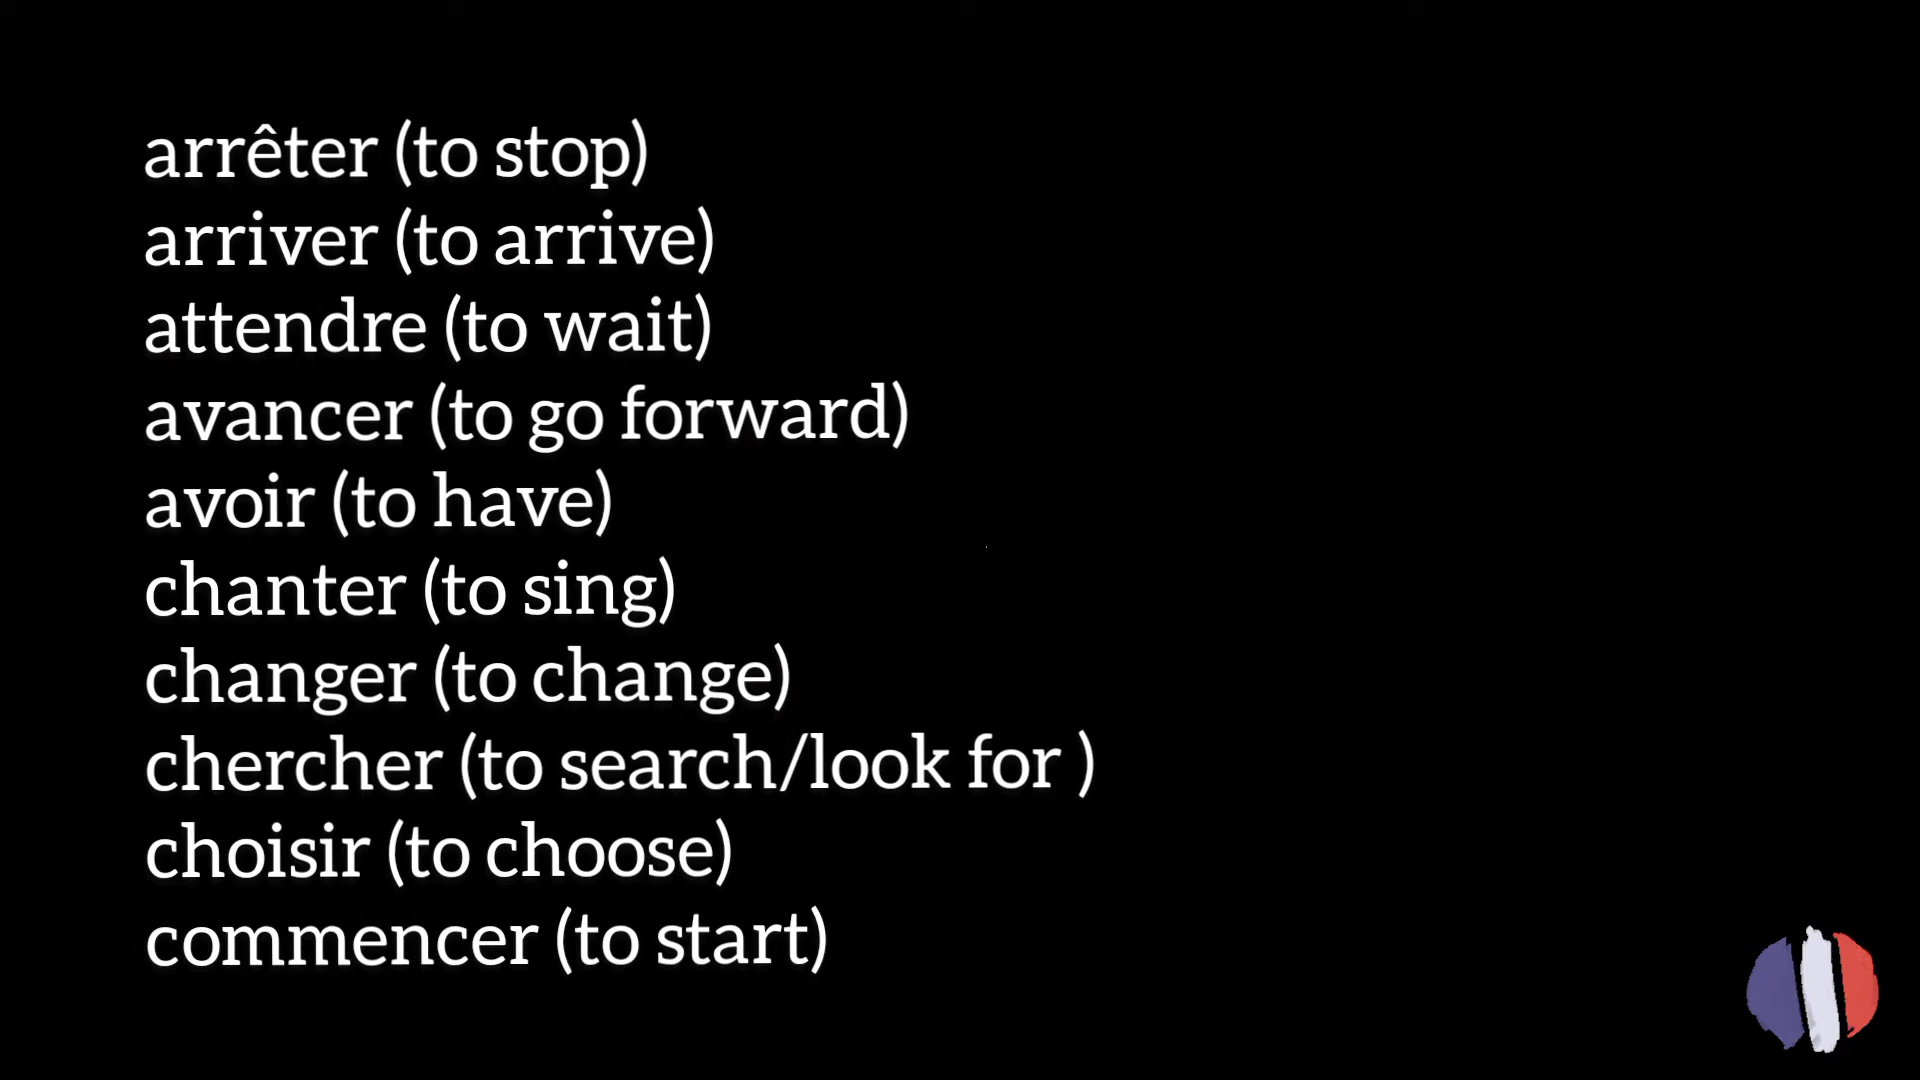 arrêter (to stop)
arriver (to arrive)
attendre (to wait)
avancer (to go forward)
avoir (to have)
chanter (to sing)
changer (to change)
chercher (to search/look for )
choisir (to choose)
commencer (to start)